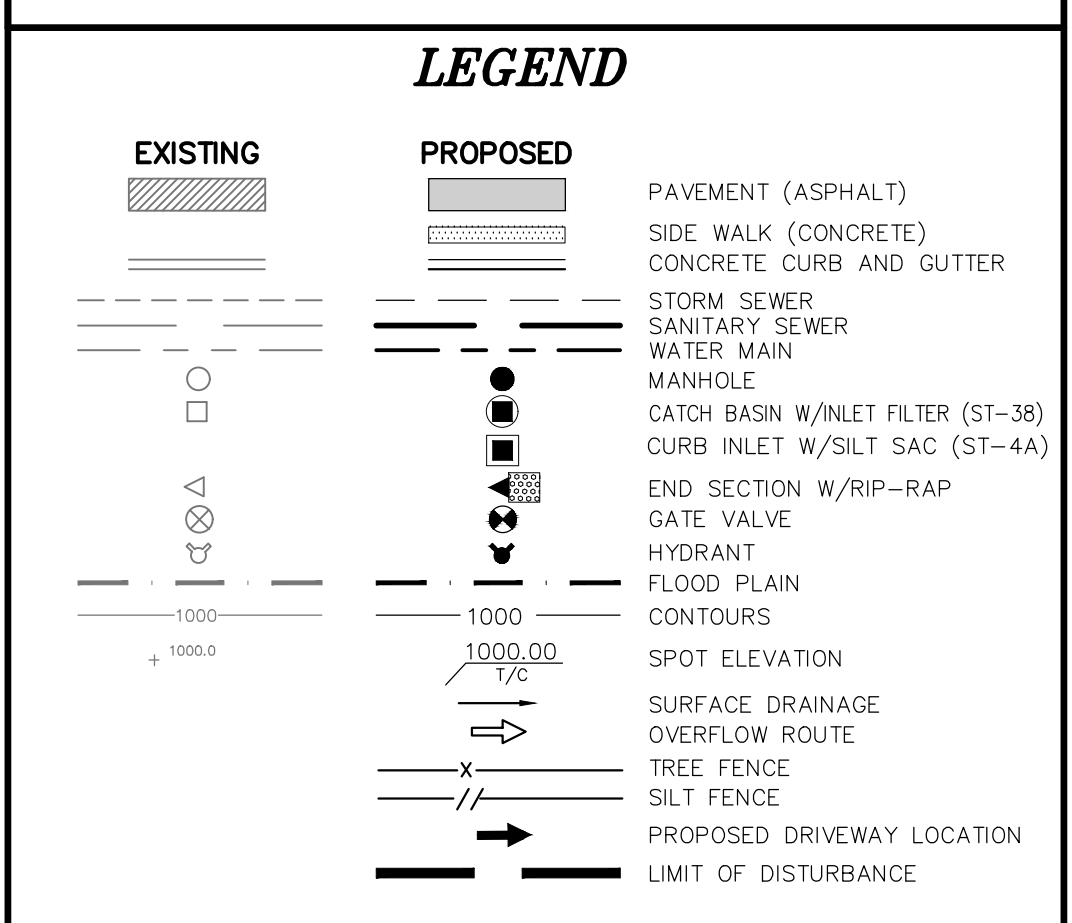 LEGEND
EXISTING PROPOSED
PAVEMENT (ASPHALT)
SIDE WALK (CONCRETE)
CONCRETE CURB AND GUTTER
STORM SEWER
SANITARY SEWER
WATER MAIN
MANHOLE
CATCH BASIN W/INLET FILTER (ST-38)
CURB INLET W/SILT SAC (ST-4A)
END SECTION W/RIP-RAP
GATE VALVE
HYDRANT
FLOOD PLAIN
1000 1000 CONTOURS
1000.0 1000.00 SPOT ELEVATION
T/C
SURFACE DRAINAGE
OVERFLOW ROUTE
X TREE FENCE
// SILT FENCE
PROPOSED DRIVEWAY LOCATION
LIMIT OF DISTURBANCE